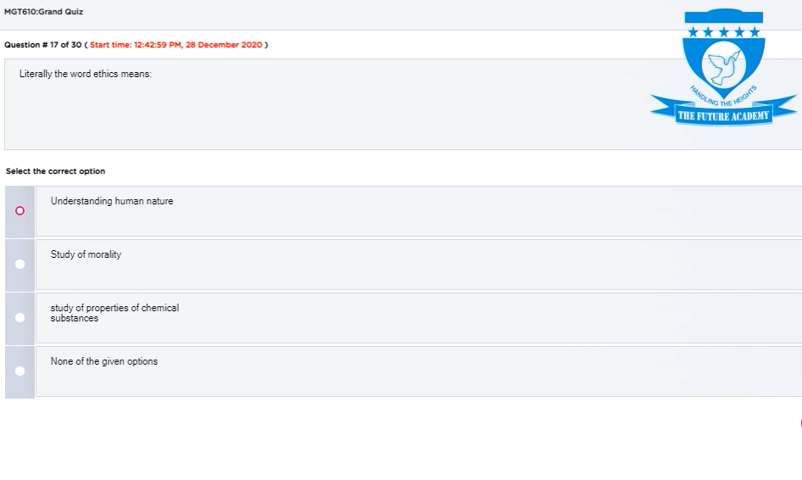 MGT610:Grand Quiz
Question # 17 of 30 ( Start time: 12:42:59 PM, 28 December 2020 )
HANDLING THE HEIGHTS
THE FUTURE ACADEMY
Literally the word ethics means:
Select the correct option
Understanding human nature
Study of morality
study of properties of chemical
substances
None of the given options